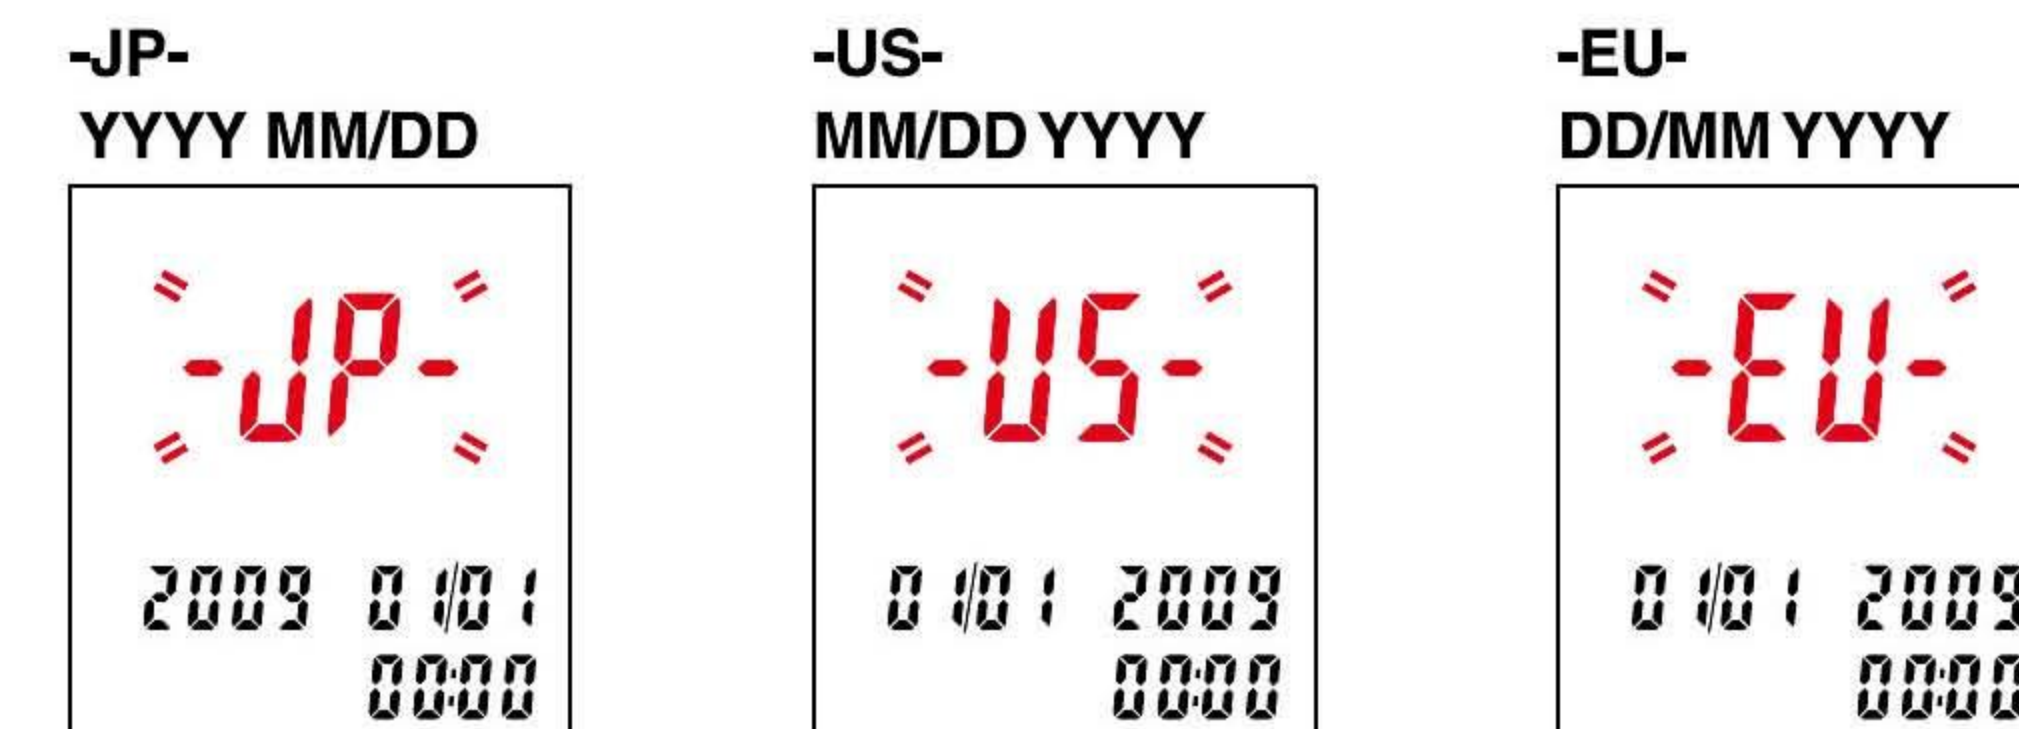 -JP-
YYYY MM/DD
-JP-
2009 01/01
00:00
-US-
MM/DD YYYY
-US-
01/01 2009
00:00
-EU-
DD/MM YYYY
-EU-
01/01 2009
00:00